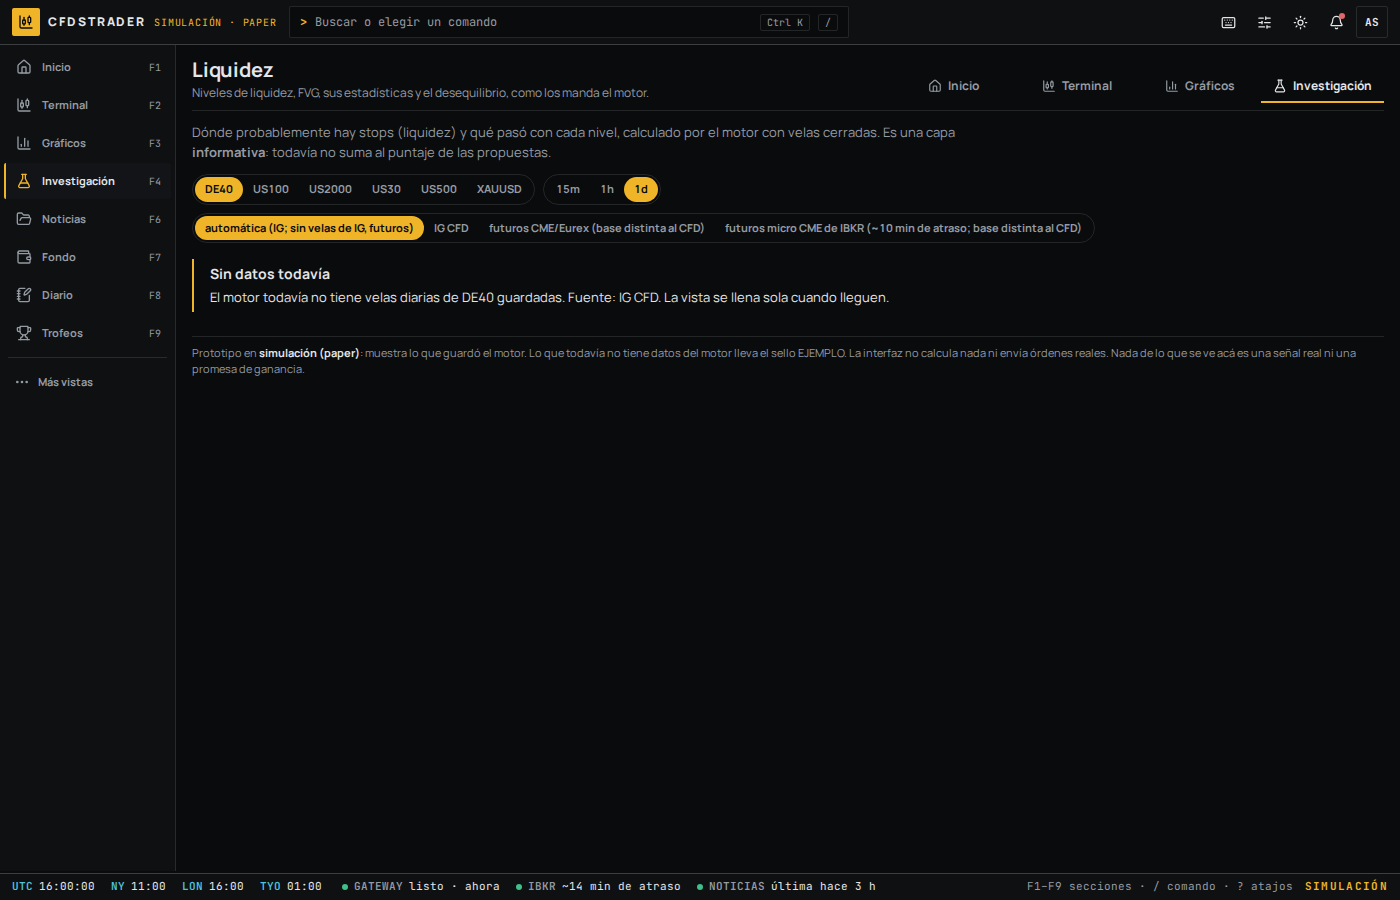 CFDSTRADER SIMULACIÓN · PAPER > Buscar o elegir un comando Ctrl K / AS
Inicio F1
Terminal F2
Gráficos F3
Investigación F4
Noticias F6
Fondo F7
Diario F8
Trofeos F9
Más vistas
Liquidez
Niveles de liquidez, FVG, sus estadísticas y el desequilibrio, como los manda el motor.
Inicio Terminal Gráficos Investigación
Dónde probablemente hay stops (liquidez) y qué pasó con cada nivel, calculado por el motor con velas cerradas. Es una capa
informativa: todavía no suma al puntaje de las propuestas.
DE40 US100 US2000 US30 US500 XAUUSD 15m 1h 1d
automática (IG; sin velas de IG, futuros) IG CFD futuros CME/Eurex (base distinta al CFD) futuros micro CME de IBKR (~10 min de atraso; base distinta al CFD)
Sin datos todavía
El motor todavía no tiene velas diarias de DE40 guardadas. Fuente: IG CFD. La vista se llena sola cuando lleguen.
Prototipo en simulación (paper): muestra lo que guardó el motor. Lo que todavía no tiene datos del motor lleva el sello EJEMPLO. La interfaz no calcula nada ni envía órdenes reales. Nada de lo que se ve acá es una señal real ni una
promesa de ganancia.
UTC 16:00:00 NY 11:00 LON 16:00 TYO 01:00 GATEWAY listo · ahora IBKR ~14 min de atraso NOTICIAS última hace 3 h F1–F9 secciones · / comando · ? atajos SIMULACIÓN